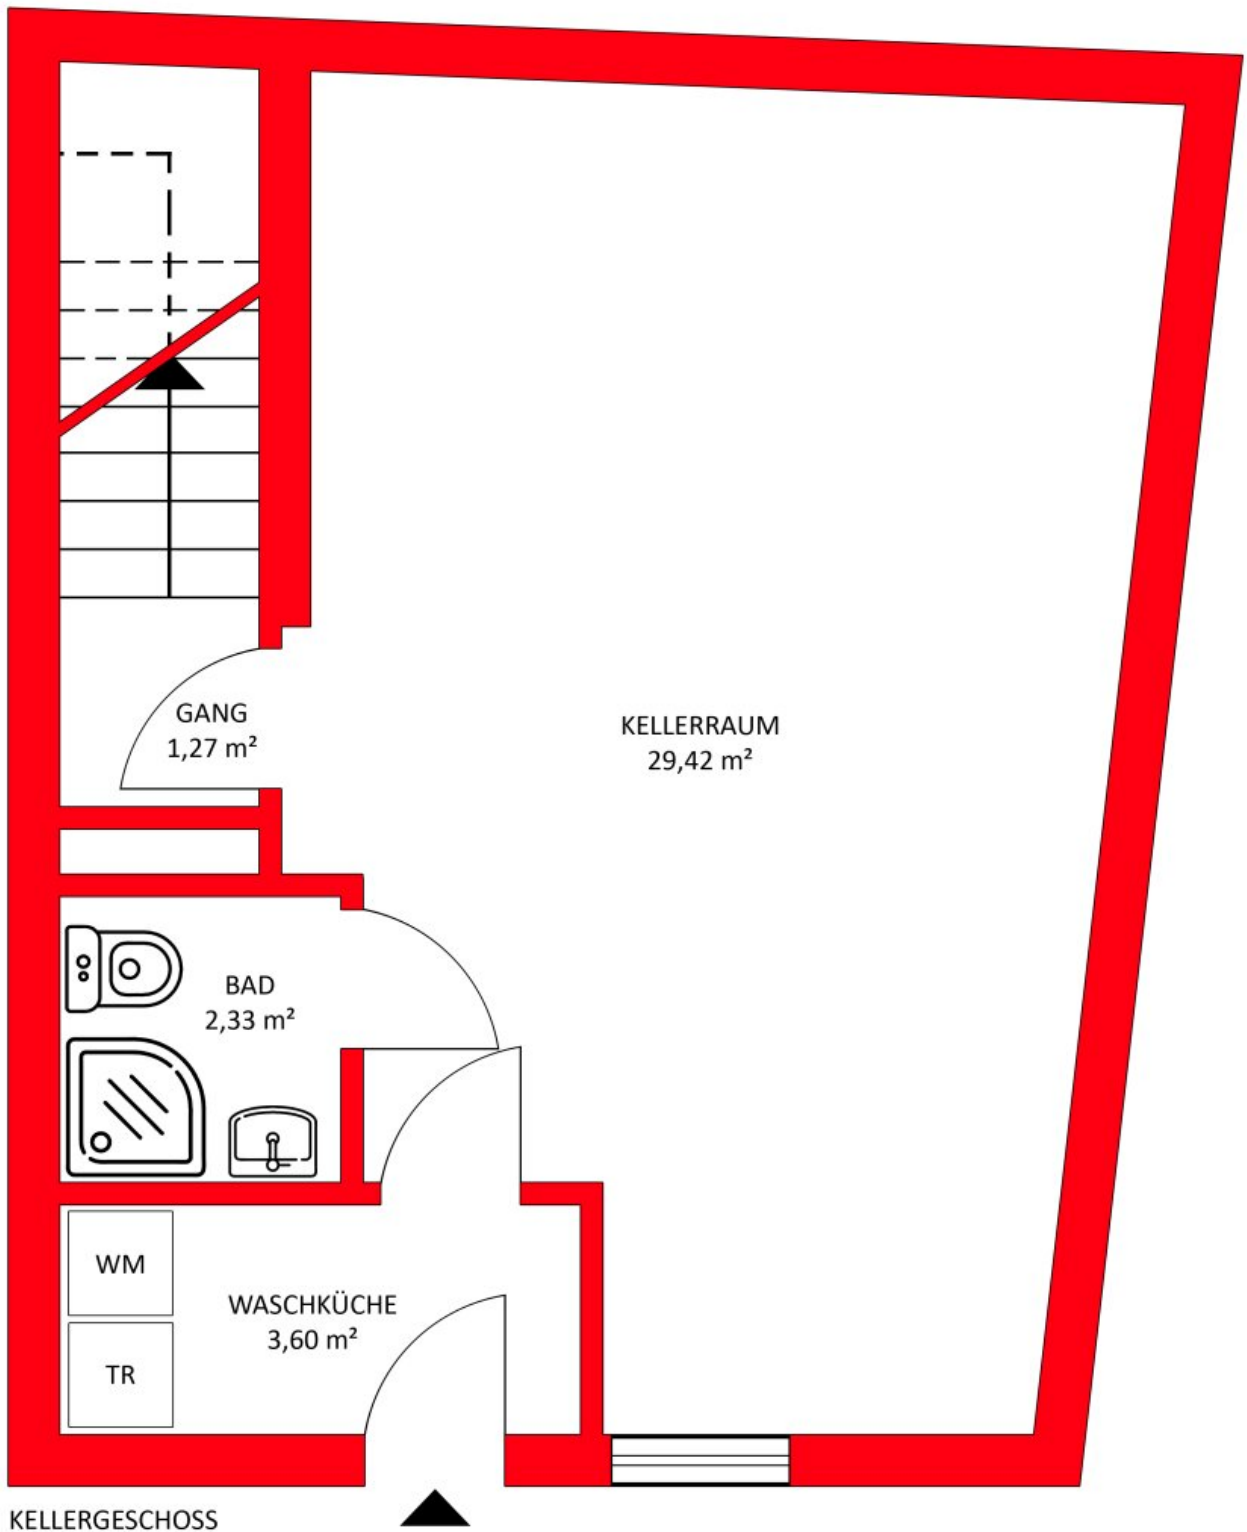 GANG
1,27 m²
KELLERRAUM
29,42 m²
BAD
2,33 m²
WM
WASCHKÜCHE
3,60 m²
TR
KELLERGESCHOSS